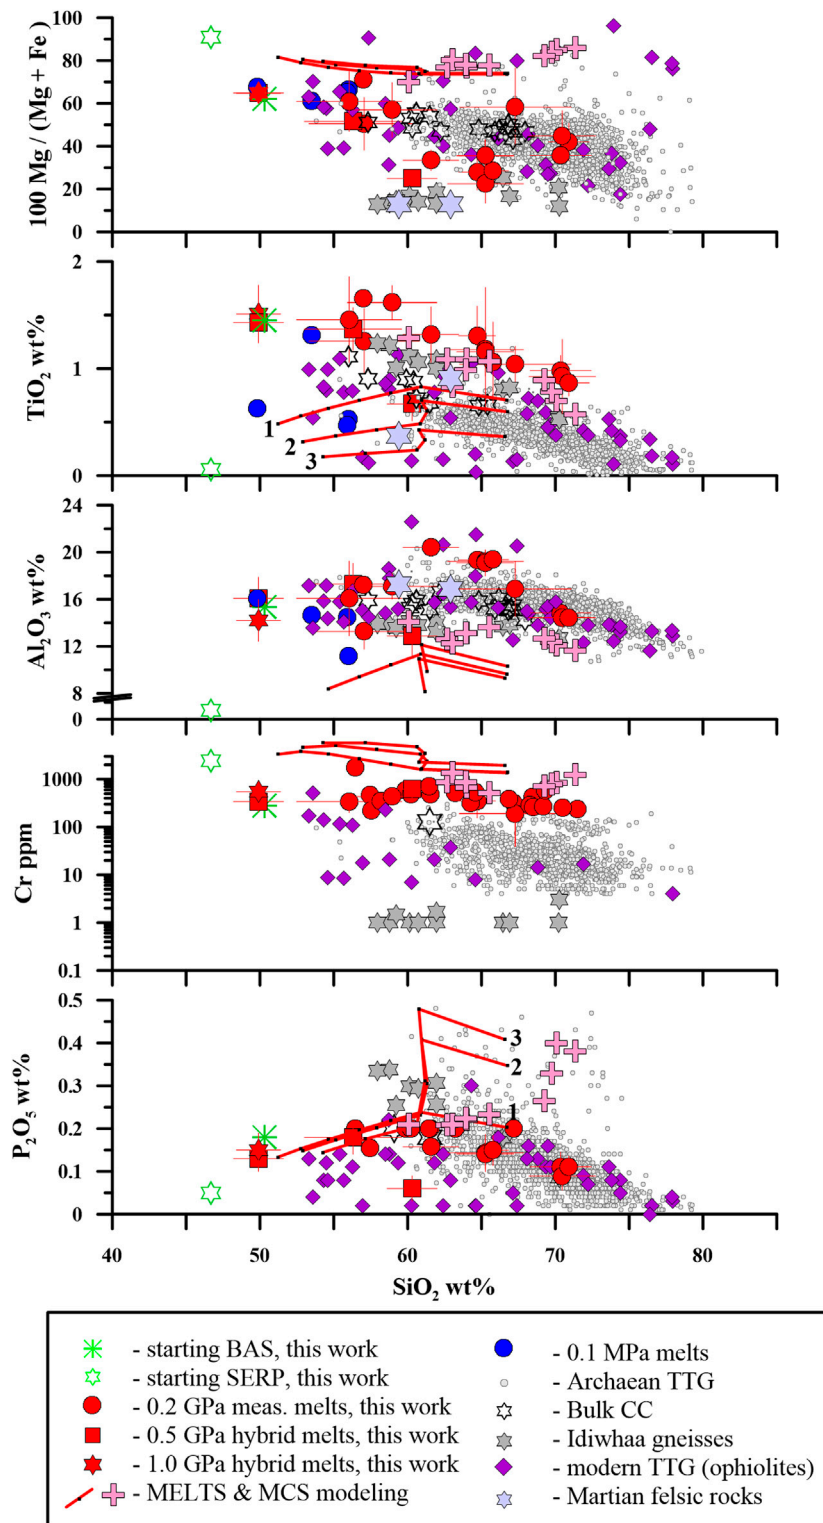 100 Mg / (Mg + Fe)
100
80
60
40
20
0
TiO₂ wt%
2
1
0
1
2
3
Al₂O₃ wt%
24
20
16
12
8
0
Cr ppm
1000
100
10
1
0.1
P₂O₅ wt%
0.5
0.4
0.3
0.2
0.1
0
3
2
1
40 50 60 70 80
SiO₂ wt%
- starting BAS, this work
- starting SERP, this work
- 0.2 GPa meas. melts, this work
- 0.5 GPa hybrid melts, this work
- 1.0 GPa hybrid melts, this work
- MELTS & MCS modeling
- 0.1 MPa melts
- Archaean TTG
- Bulk CC
- Idiwhaa gneisses
- modern TTG (ophiolites)
- Martian felsic rocks